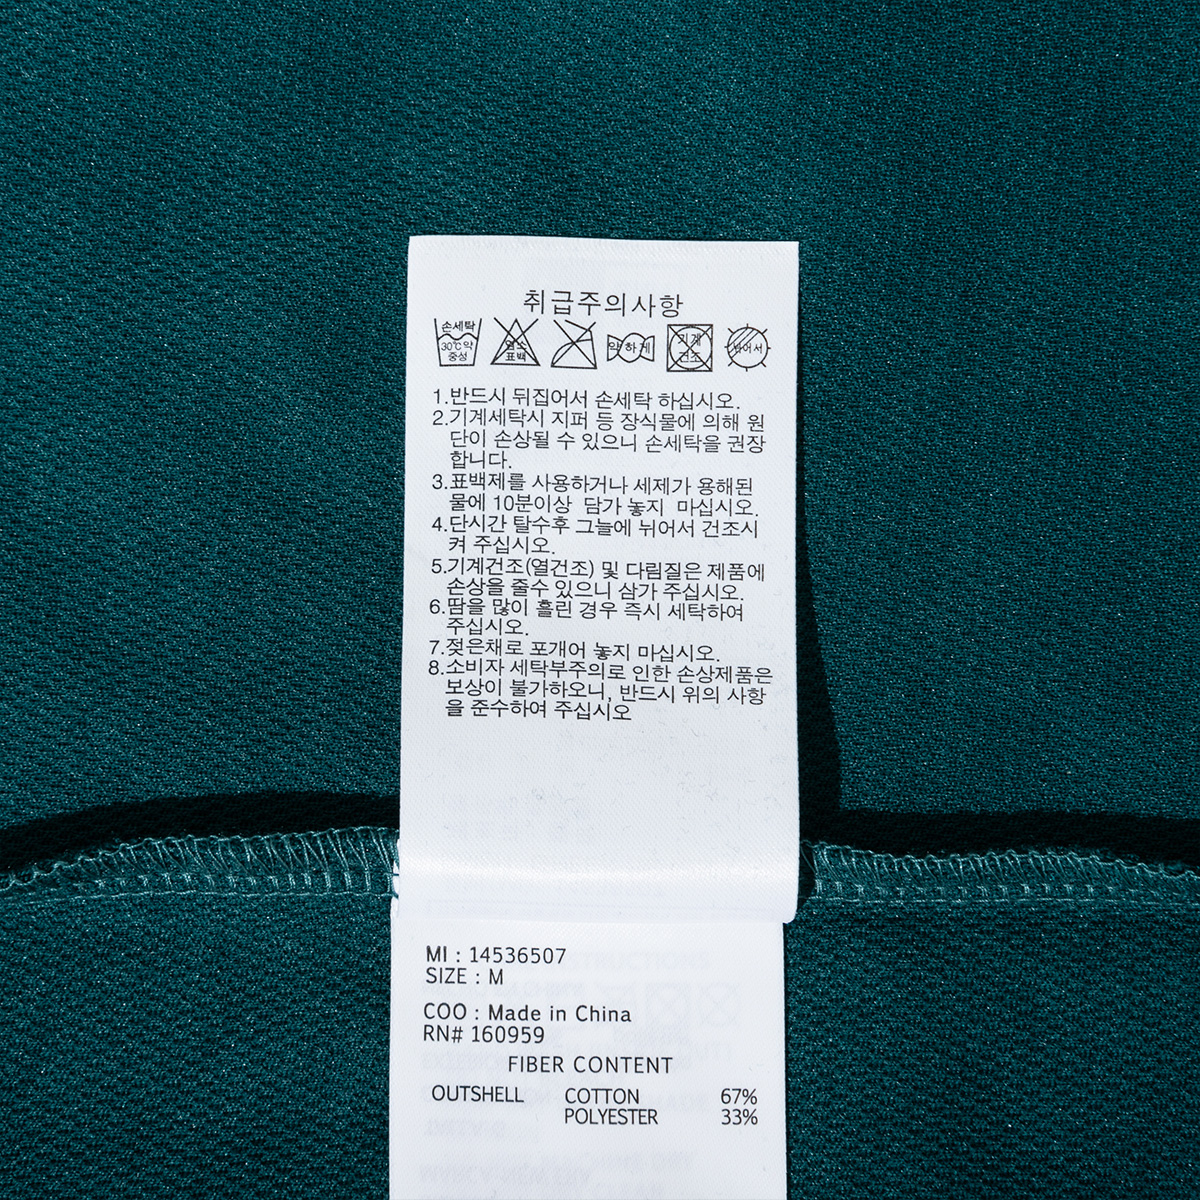 취급주의사항
손세탁
30℃약
중성
염소
표백
약하게
기계
건조
뉘어서
1.반드시 뒤집어서 손세탁 하십시오.
2.기계세탁시 지퍼 등 장식물에 의해 원
단이 손상될 수 있으니 손세탁을 권장
합니다.
3.표백제를 사용하거나 세제가 용해된
물에 10분이상 담가 놓지 마십시오.
4.단시간 탈수후 그늘에 뉘어서 건조시
켜 주십시오.
5.기계건조(열건조) 및 다림질은 제품에
손상을 줄수 있으니 삼가 주십시오.
6.땀을 많이 흘린 경우 즉시 세탁하여
주십시오.
7.젖은채로 포개어 놓지 마십시오.
8.소비자 세탁부주의로 인한 손상제품은
보상이 불가하오니, 반드시 위의 사항
을 준수하여 주십시오
MI : 14536507
SIZE : M
COO : Made in China
RN# 160959
FIBER CONTENT
OUTSHELL COTTON 67%
POLYESTER 33%